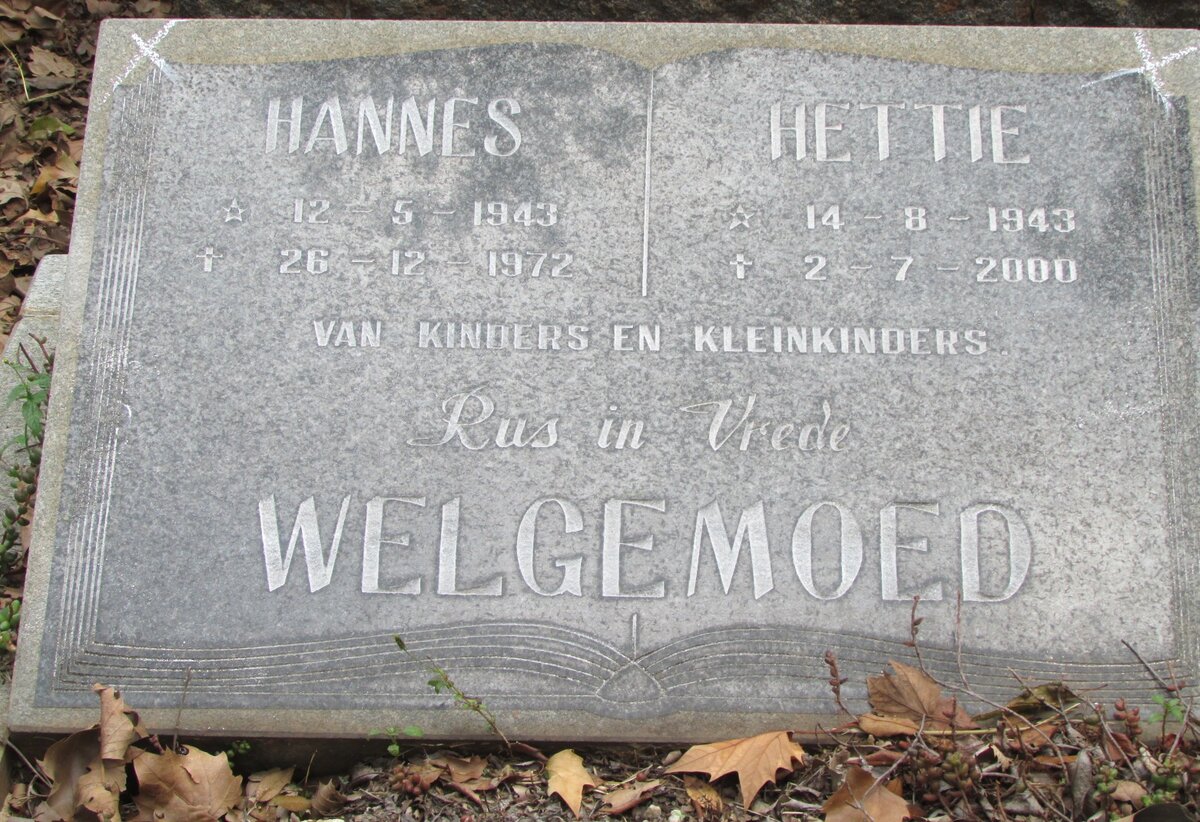 HANNES
☆ 12 - 5 - 1943
† 26 - 12 - 1972
HETTIE
☆ 14 - 8 - 1943
† 2 - 7 - 2000
VAN KINDERS EN KLEINKINDERS.
Rus in Vrede
WELGEMOED